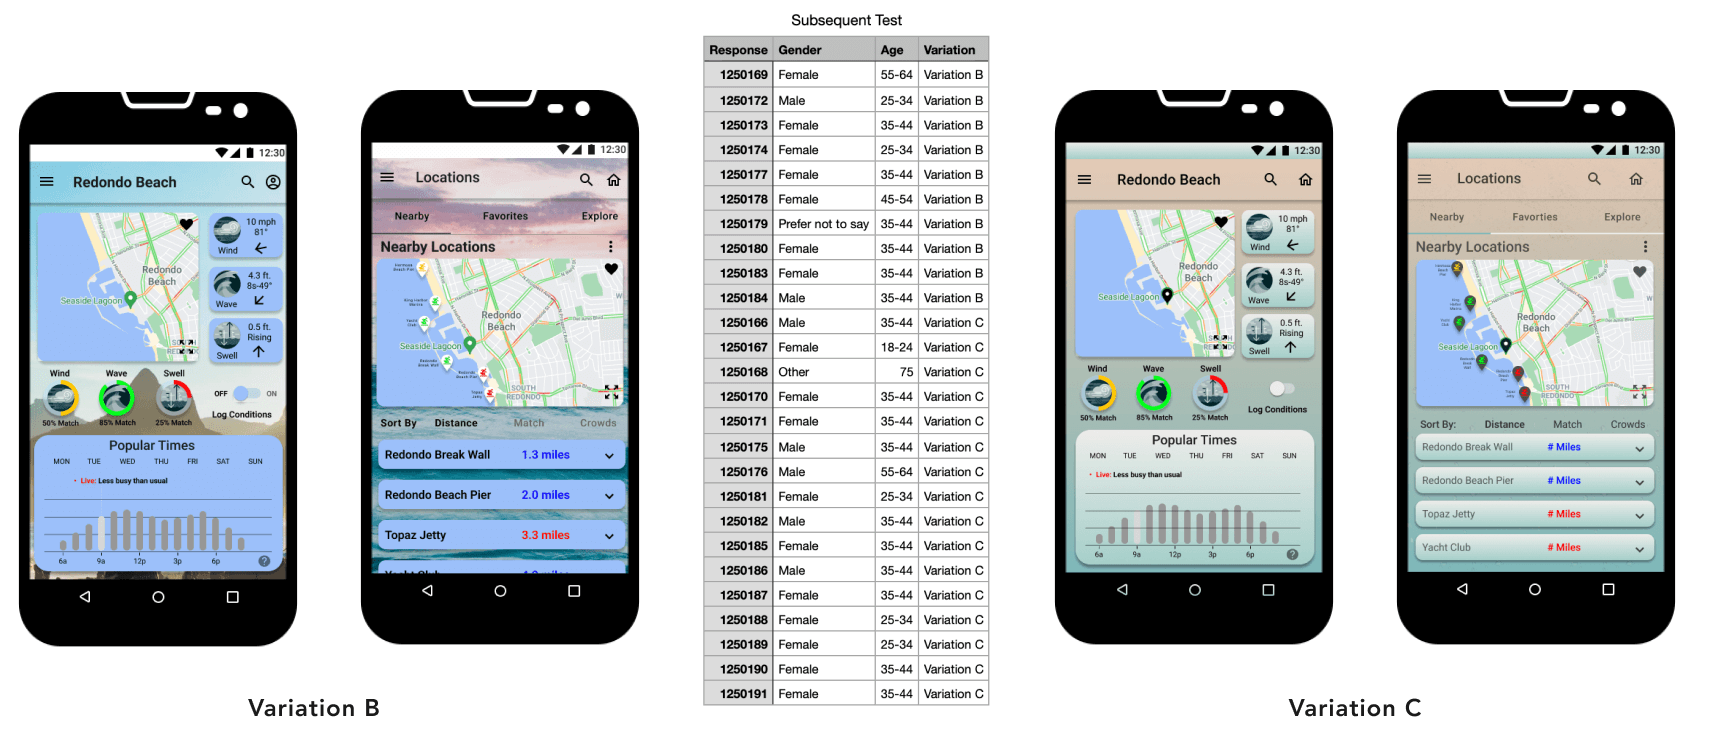 Subsequent Test
Response Gender Age Variation
1250169 Female 55-64 Variation B
1250172 Male 25-34 Variation B
1250173 Female 35-44 Variation B
1250174 Female 25-34 Variation B
1250177 Female 35-44 Variation B
1250178 Female 45-54 Variation B
1250179 Prefer not to say 35-44 Variation B
1250180 Female 35-44 Variation B
1250183 Female 35-44 Variation B
1250184 Male 35-44 Variation B
1250166 Male 35-44 Variation C
1250167 Female 18-24 Variation C
1250168 Other 75 Variation C
1250170 Female 35-44 Variation C
1250171 Female 35-44 Variation C
1250175 Male 35-44 Variation C
1250176 Male 55-64 Variation C
1250181 Female 25-34 Variation C
1250182 Male 35-44 Variation C
1250185 Female 35-44 Variation C
1250186 Male 35-44 Variation C
1250187 Female 35-44 Variation C
1250188 Female 25-34 Variation C
1250189 Female 25-34 Variation C
1250190 Female 35-44 Variation C
1250191 Female 35-44 Variation C
12:30
Redondo Beach
10 mph
81°
Wind
4.3 ft.
8s-49°
Wave
0.5 ft.
Rising
Swell
Redondo
Beach
Seaside Lagoon
Wind Wave Swell
OFF ON
Log Conditions
50% Match 85% Match 25% Match
Popular Times
MON TUE WED THU FRI SAT SUN
• Live: Less busy than usual
6a 9a 12p 3p 6p
?
12:30
Locations
Nearby Favorites Explore
Nearby Locations
Redondo
Beach
Seaside Lagoon
SOUTH
REDONDO
Sort By Distance Match Crowds
Redondo Break Wall 1.3 miles
Redondo Beach Pier 2.0 miles
Topaz Jetty 3.3 miles
Variation B
12:30
Redondo Beach
10 mph
81°
Wind
4.3 ft.
8s-49°
Wave
0.5 ft.
Rising
Swell
Redondo
Beach
Seaside Lagoon
Wind Wave Swell
Log Conditions
50% Match 85% Match 25% Match
Popular Times
MON TUE WED THU FRI SAT SUN
• Live: Less busy than usual
6a 9a 12p 3p 6p
?
12:30
Locations
Nearby Favorties Explore
Nearby Locations
Redondo
Beach
Seaside Lagoon
SOUTH
REDONDO
Sort By: Distance Match Crowds
Redondo Break Wall # Miles
Redondo Beach Pier # Miles
Topaz Jetty # Miles
Yacht Club # Miles
Variation C